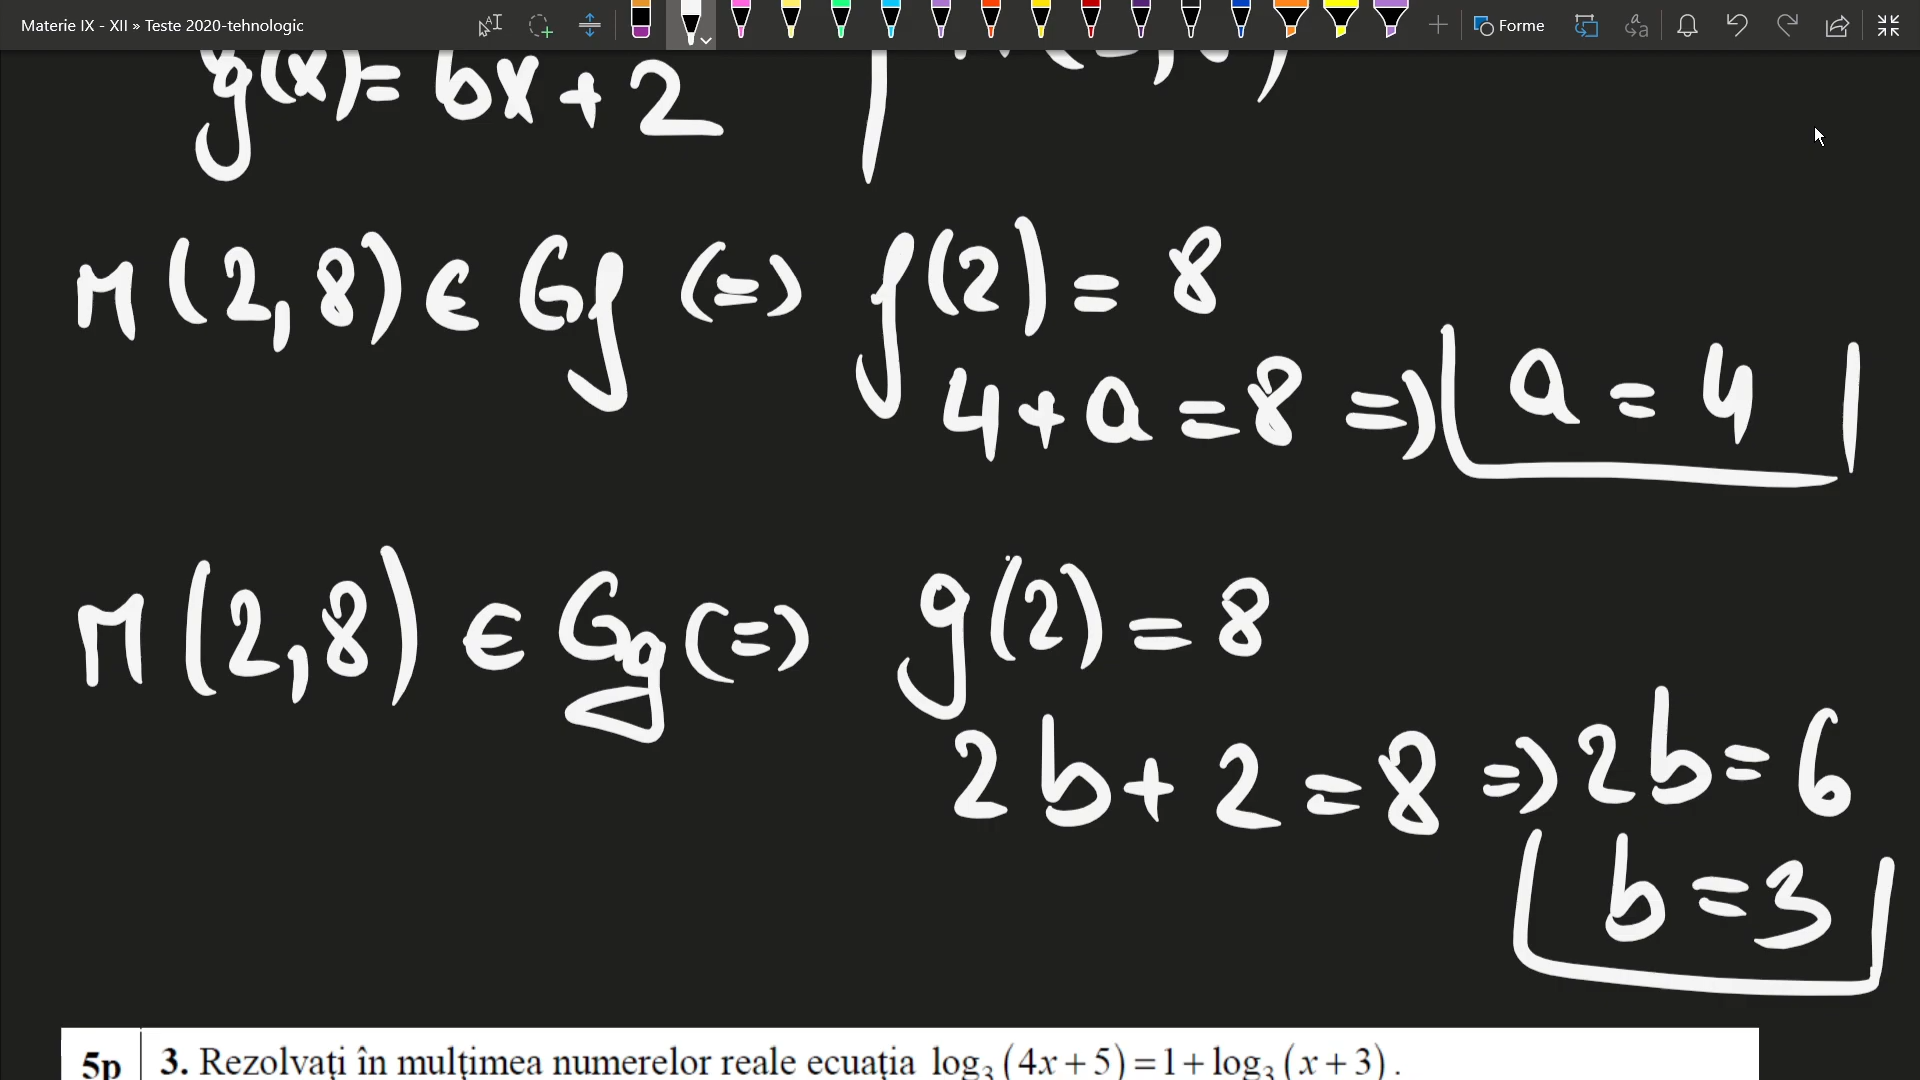 Materie IX - XII » Teste 2020-tehnologic
Forme
g(x) = bx + 2
M(2,8) ∈ Gf (=) f(2) = 8
4 + a = 8 =) a = 4
M(2,8) ∈ Gg (=) g(2) = 8
2b + 2 = 8 =) 2b = 6
b = 3
5p 3. Rezolvați în mulțimea numerelor reale ecuația log₃(4x+5)=1+log₃(x+3).